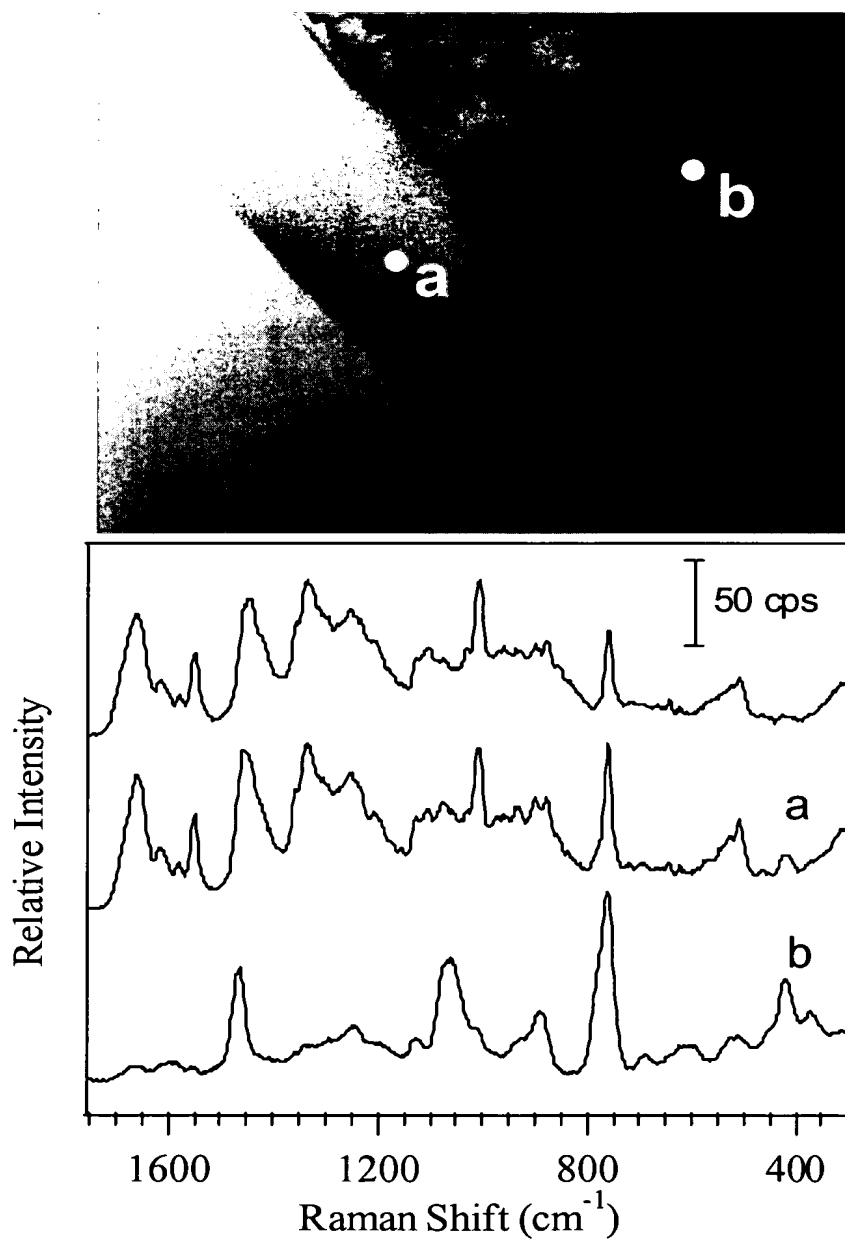 b
a
50 cps
a
b
Relative Intensity
1600 1200 800 400
Raman Shift (cm⁻¹)